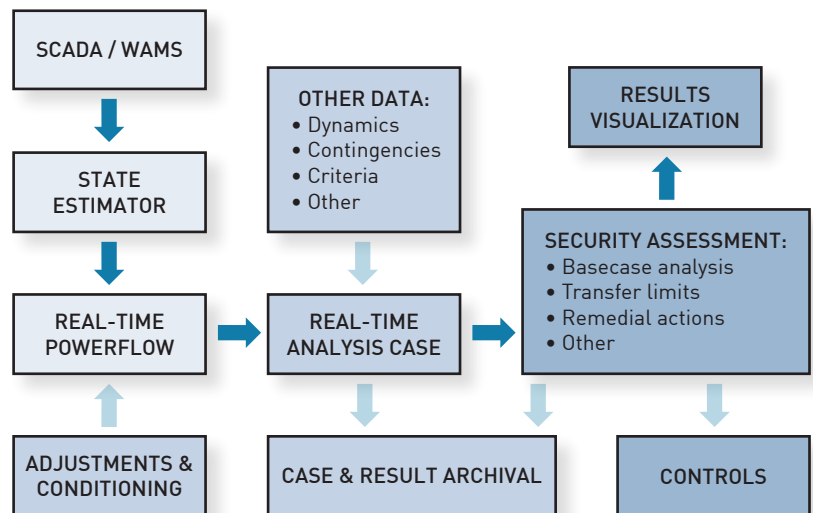 SCADA / WAMS
STATE
ESTIMATOR
REAL-TIME
POWERFLOW
ADJUSTMENTS &
CONDITIONING
OTHER DATA:
• Dynamics
• Contingencies
• Criteria
• Other
REAL-TIME
ANALYSIS CASE
CASE & RESULT ARCHIVAL
RESULTS
VISUALIZATION
SECURITY ASSESSMENT:
• Basecase analysis
• Transfer limits
• Remedial actions
• Other
CONTROLS